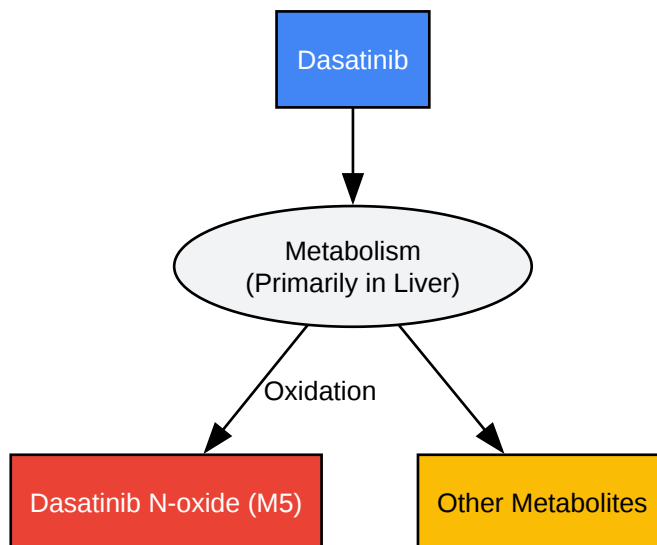 Dasatinib
Metabolism
(Primarily in Liver)
Oxidation
Dasatinib N-oxide (M5)
Other Metabolites